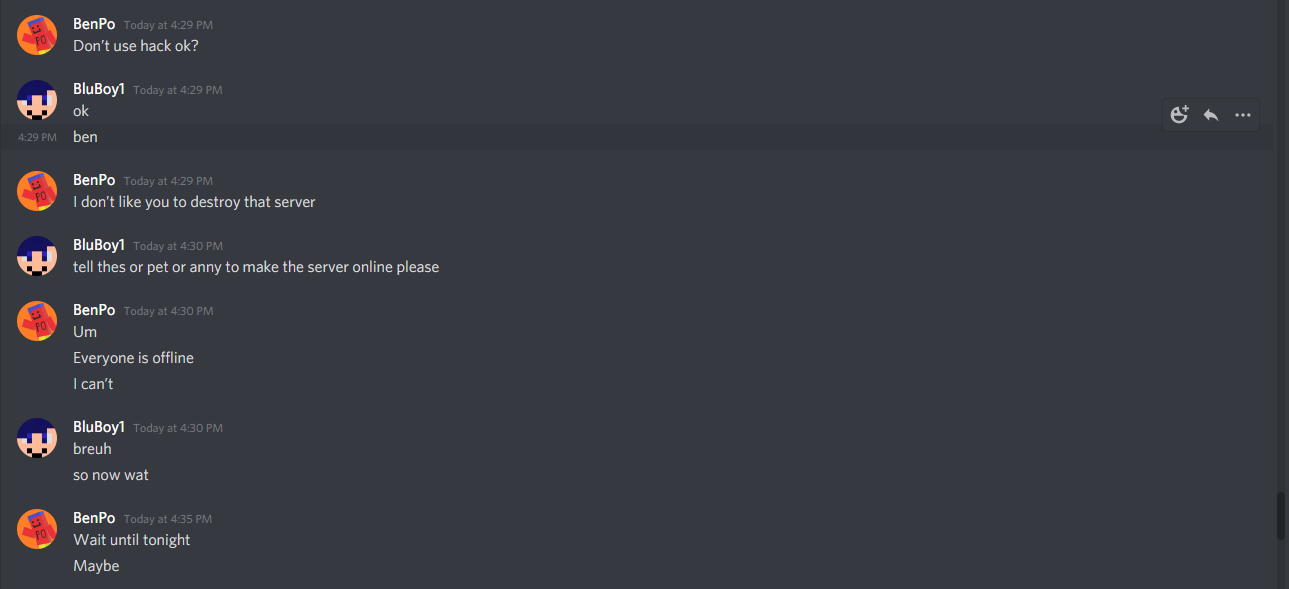 BenPo Today at 4:29 PM
Don't use hack ok?
BluBoy1 Today at 4:29 PM
ok
4:29 PM ben
BenPo Today at 4:29 PM
I don't like you to destroy that server
BluBoy1 Today at 4:30 PM
tell thes or pet or anny to make the server online please
BenPo Today at 4:30 PM
Um
Everyone is offline
I can't
BluBoy1 Today at 4:30 PM
breuh
so now wat
BenPo Today at 4:35 PM
Wait until tonight
Maybe